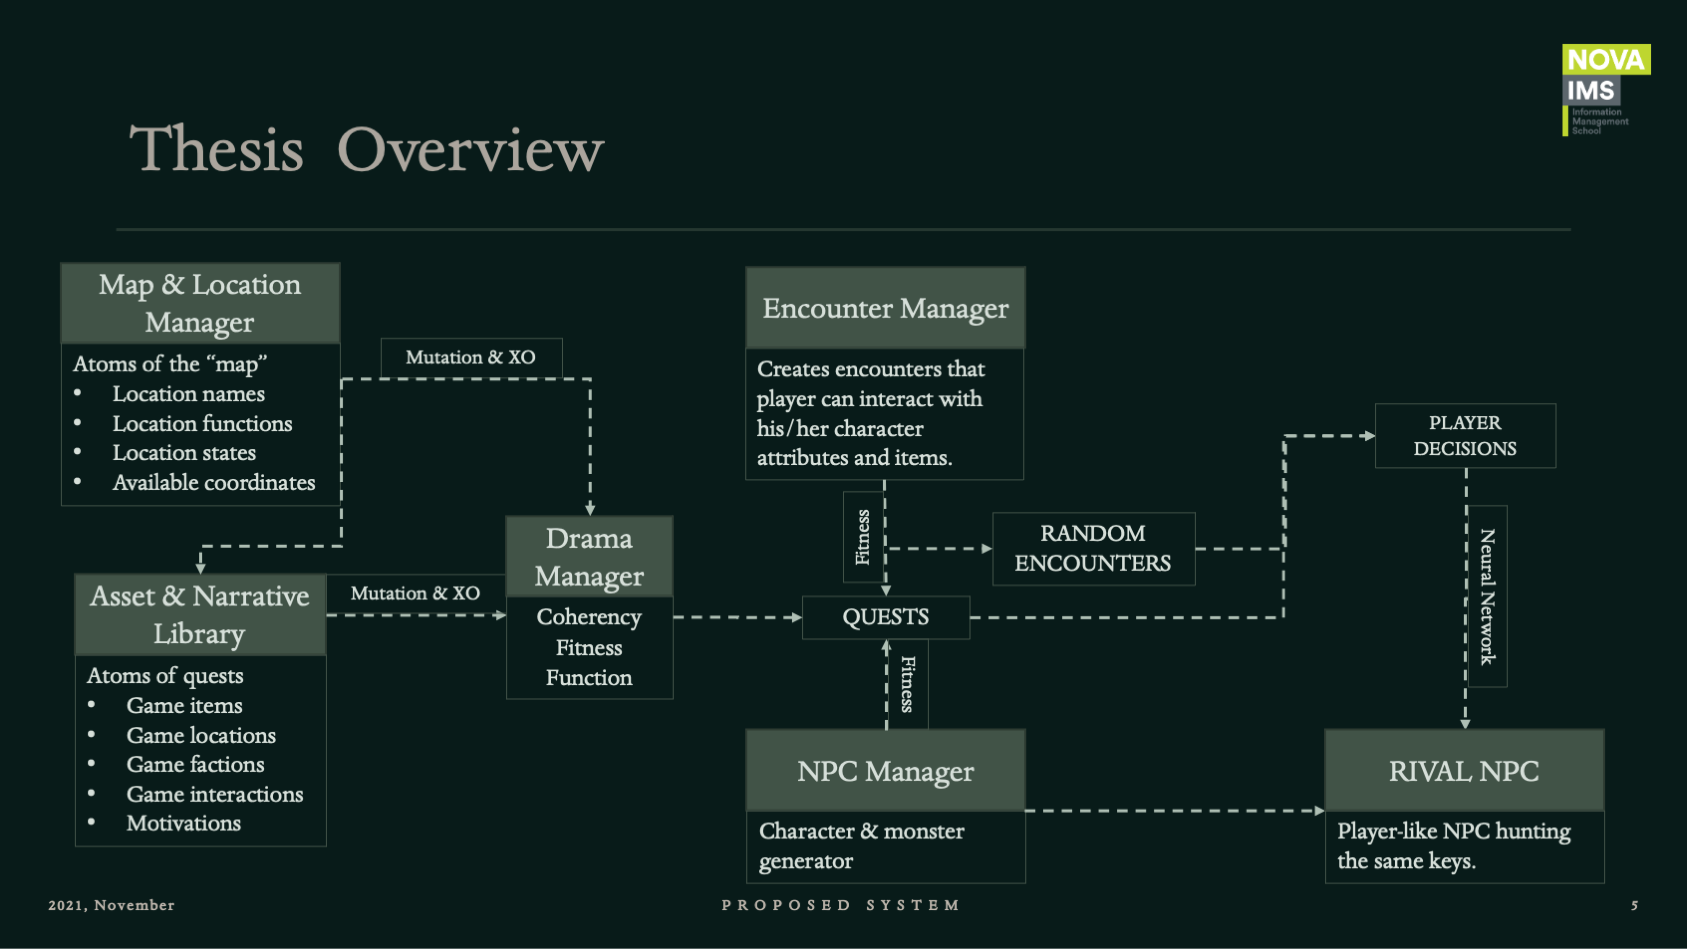 NOVA
IMS
Information
Management
School
Thesis Overview
Map & Location
Manager
Atoms of the “map”
• Location names
• Location functions
• Location states
• Available coordinates
Mutation & XO
Asset & Narrative
Library
Atoms of quests
• Game items
• Game locations
• Game factions
• Game interactions
• Motivations
Mutation & XO
Drama
Manager
Coherency
Fitness
Function
Encounter Manager
Creates encounters that
player can interact with
his/her character
attributes and items.
Fitness
RANDOM
ENCOUNTERS
QUESTS
Fitness
NPC Manager
Character & monster
generator
PLAYER
DECISIONS
Neural Network
RIVAL NPC
Player-like NPC hunting
the same keys.
2021, November
PROPOSED SYSTEM
5